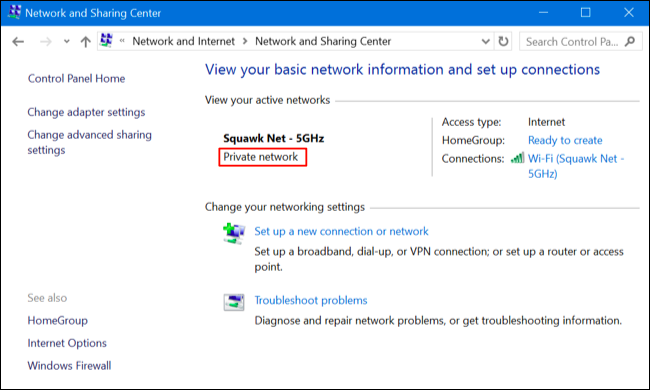 Network and Sharing Center
« Network and Internet > Network and Sharing Center
Search Control Pa...
Control Panel Home
Change adapter settings
Change advanced sharing
settings
See also
HomeGroup
Internet Options
Windows Firewall
View your basic network information and set up connections
View your active networks
Squawk Net - 5GHz
Private network
Access type: Internet
HomeGroup: Ready to create
Connections: Wi-Fi (Squawk Net -
5GHz)
Change your networking settings
Set up a new connection or network
Set up a broadband, dial-up, or VPN connection; or set up a router or access
point.
Troubleshoot problems
Diagnose and repair network problems, or get troubleshooting information.